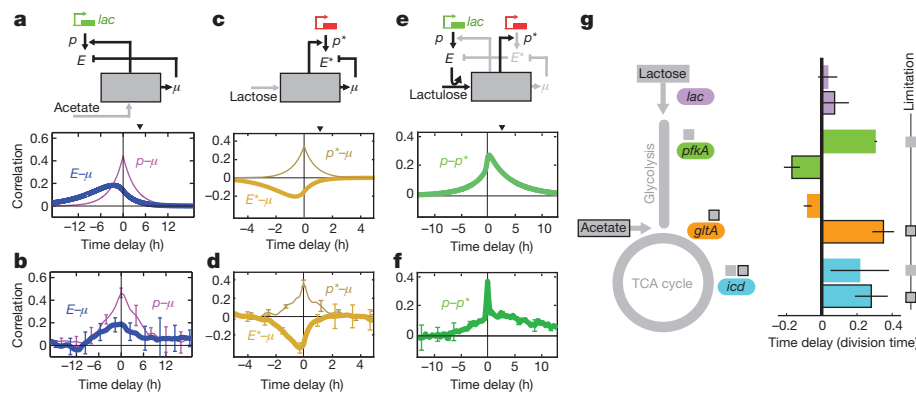 a
lac
p
E
μ
Acetate
Correlation
0.6
0.4
0.2
0
E–μ
p–μ
−12 −6 0 6 12
Time delay (h)
b
Correlation
0.6
0.4
0.2
0
E–μ
p–μ
−12 −6 0 6 12
Time delay (h)
c
p*
E*
μ
Lactose
0.4
0.2
0
−0.2
p*–μ
E*–μ
−4 −2 0 2 4
Time delay (h)
d
0.4
0.2
0
−0.2
p*–μ
E*–μ
−4 −2 0 2 4
Time delay (h)
e
lac
p
E
p*
E*
μ
Lactulose
0.4
0.2
0
p–p*
−10 −5 0 5 10
Time delay (h)
f
0.4
0.2
0
p–p*
−10 −5 0 5 10
Time delay (h)
g
Lactose
lac
Glycolysis
pfkA
Acetate
gltA
TCA cycle
icd
Limitation
−0.2 0 0.2 0.4
Time delay (division time)